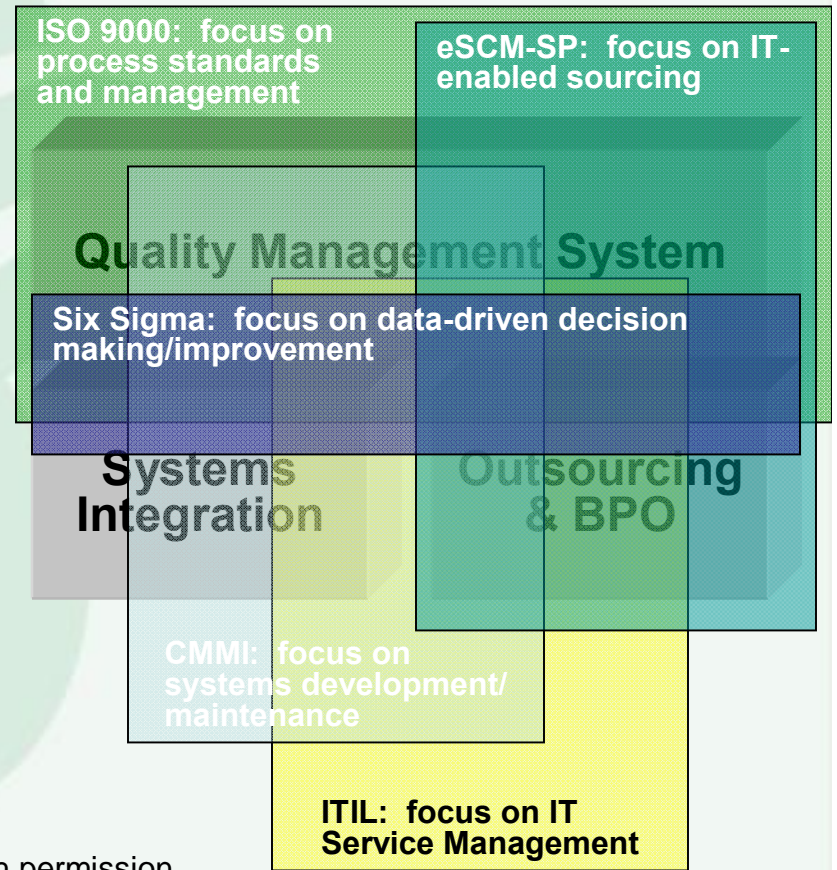 ISO 9000: focus on
process standards
and management
eSCM-SP: focus on IT-
enabled sourcing
Quality Management System
Six Sigma: focus on data-driven decision
making/improvement
Systems
Integration
Outsourcing
& BPO
CMMI: focus on
systems development/
maintenance
ITIL: focus on IT
Service Management
permission